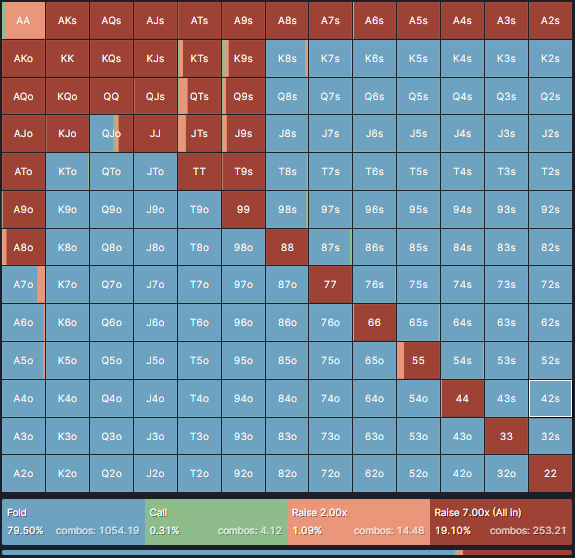 AA AKs AQs AJs ATs A9s A8s A7s A6s A5s A4s A3s A2s
AKo KK KQs KJs KTs K9s K8s K7s K6s K5s K4s K3s K2s
AQo KQo QQ QJs QTs Q9s Q8s Q7s Q6s Q5s Q4s Q3s Q2s
AJo KJo QJo JJ JTs J9s J8s J7s J6s J5s J4s J3s J2s
ATo KTo QTo JTo TT T9s T8s T7s T6s T5s T4s T3s T2s
A9o K9o Q9o J9o T9o 99 98s 97s 96s 95s 94s 93s 92s
A8o K8o Q8o J8o T8o 98o 88 87s 86s 85s 84s 83s 82s
A7o K7o Q7o J7o T7o 97o 87o 77 76s 75s 74s 73s 72s
A6o K6o Q6o J6o T6o 96o 86o 76o 66 65s 64s 63s 62s
A5o K5o Q5o J5o T5o 95o 85o 75o 65o 55 54s 53s 52s
A4o K4o Q4o J4o T4o 94o 84o 74o 64o 54o 44 43s 42s
A3o K3o Q3o J3o T3o 93o 83o 73o 63o 53o 43o 33 32s
A2o K2o Q2o J2o T2o 92o 82o 72o 62o 52o 42o 32o 22
Fold Call Raise 2.00x Raise 7.00x (All in)
79.50% combos: 1054.19 0.31% combos: 4.12 1.09% combos: 14.48 19.10% combos: 253.21